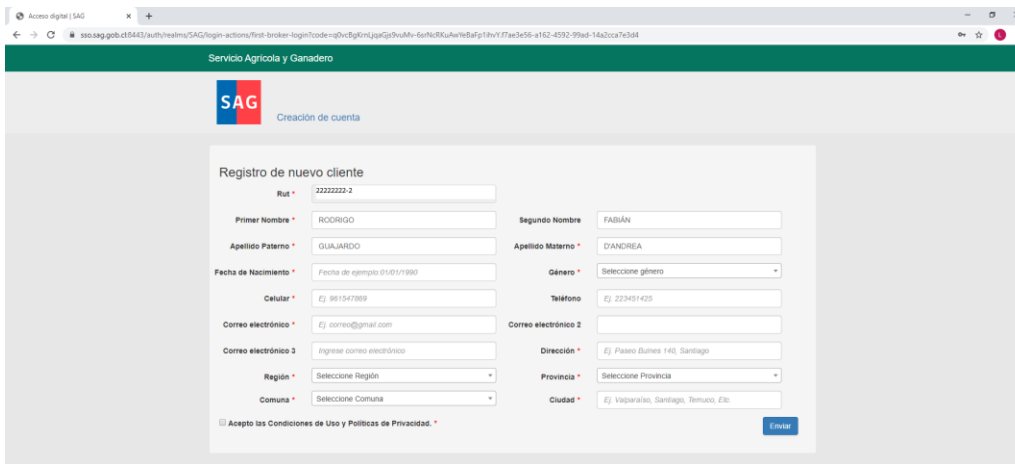 Acceso digital | SAG
sso.sag.gob.cl:8443/auth/realms/SAG/login-actions/first-broker-login?code=
Servicio Agrícola y Ganadero
SAG
Creación de cuenta
Registro de nuevo cliente
Rut * 22222222-2
Primer Nombre * RODRIGO Segundo Nombre FABIÁN
Apellido Paterno * GUAJARDO Apellido Materno * D'ANDREA
Fecha de Nacimiento * Fecha de ejemplo:01/01/1990 Género * Seleccione género
Celular * Ej. 961547869 Teléfono Ej. 223451425
Correo electrónico * Ej. correo@gmail.com Correo electrónico 2
Correo electrónico 3 Ingrese correo electrónico Dirección * Ej. Paseo Bulnes 140, Santiago
Región * Seleccione Región Provincia * Seleccione Provincia
Comuna * Seleccione Comuna Ciudad * Ej. Valparaíso, Santiago, Temuco, Etc.
Acepto las Condiciones de Uso y Políticas de Privacidad. *
Enviar